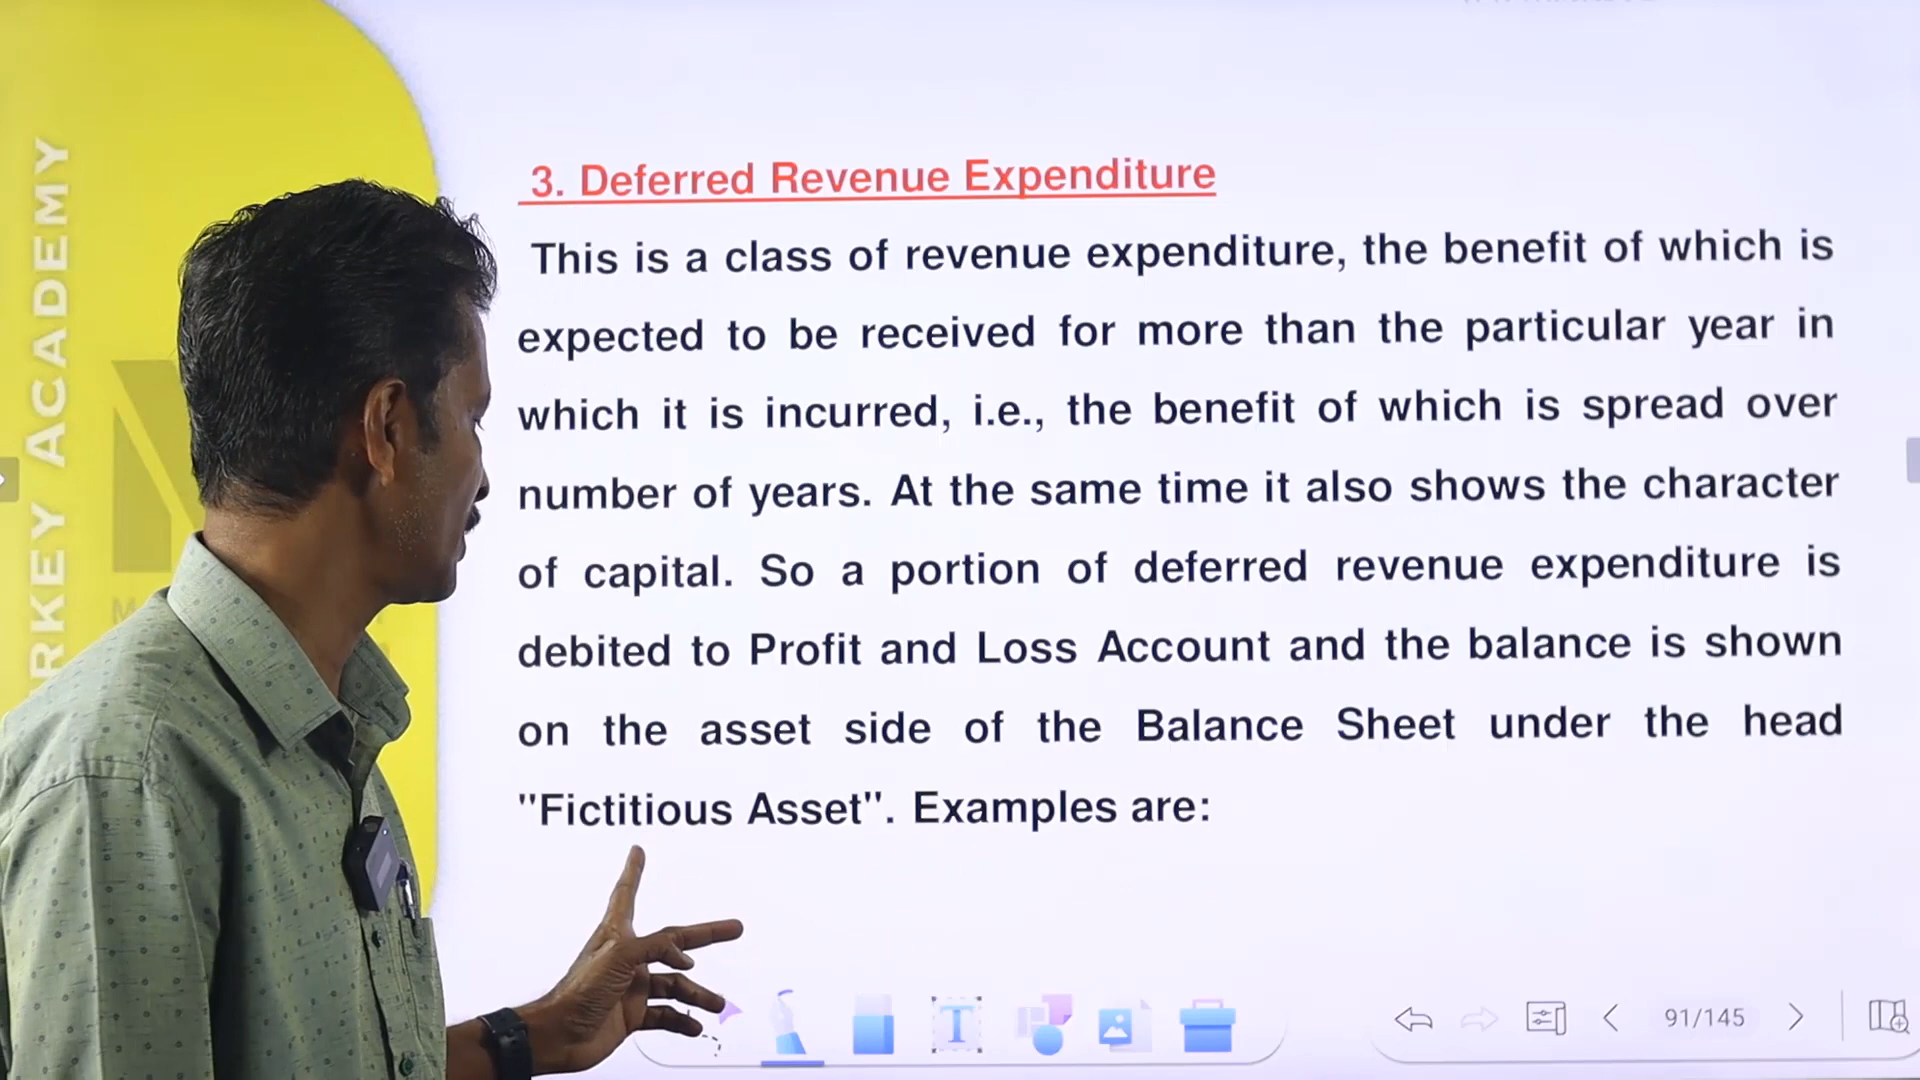 RKEY ACADEMY
3. Deferred Revenue Expenditure
This is a class of revenue expenditure, the benefit of which is
expected to be received for more than the particular year in
which it is incurred, i.e., the benefit of which is spread over
number of years. At the same time it also shows the character
of capital. So a portion of deferred revenue expenditure is
debited to Profit and Loss Account and the balance is shown
on the asset side of the Balance Sheet under the head
"Fictitious Asset". Examples are:
T
91/145